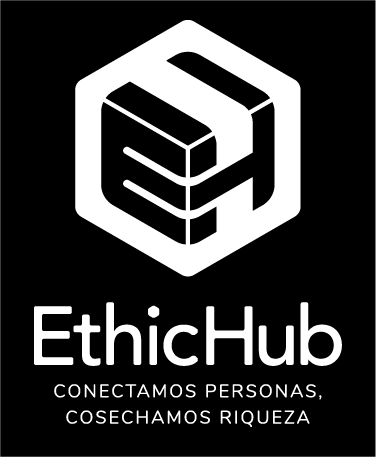 EthicHub
CONECTAMOS PERSONAS,
COSECHAMOS RIQUEZA